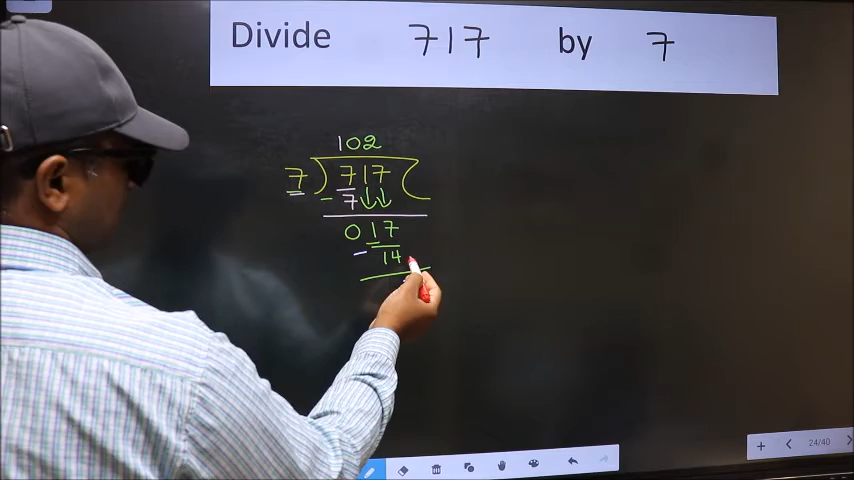 Divide 717 by 7
102
7 ) 717 (
- 7 ↓↓
017
- 14
24/40